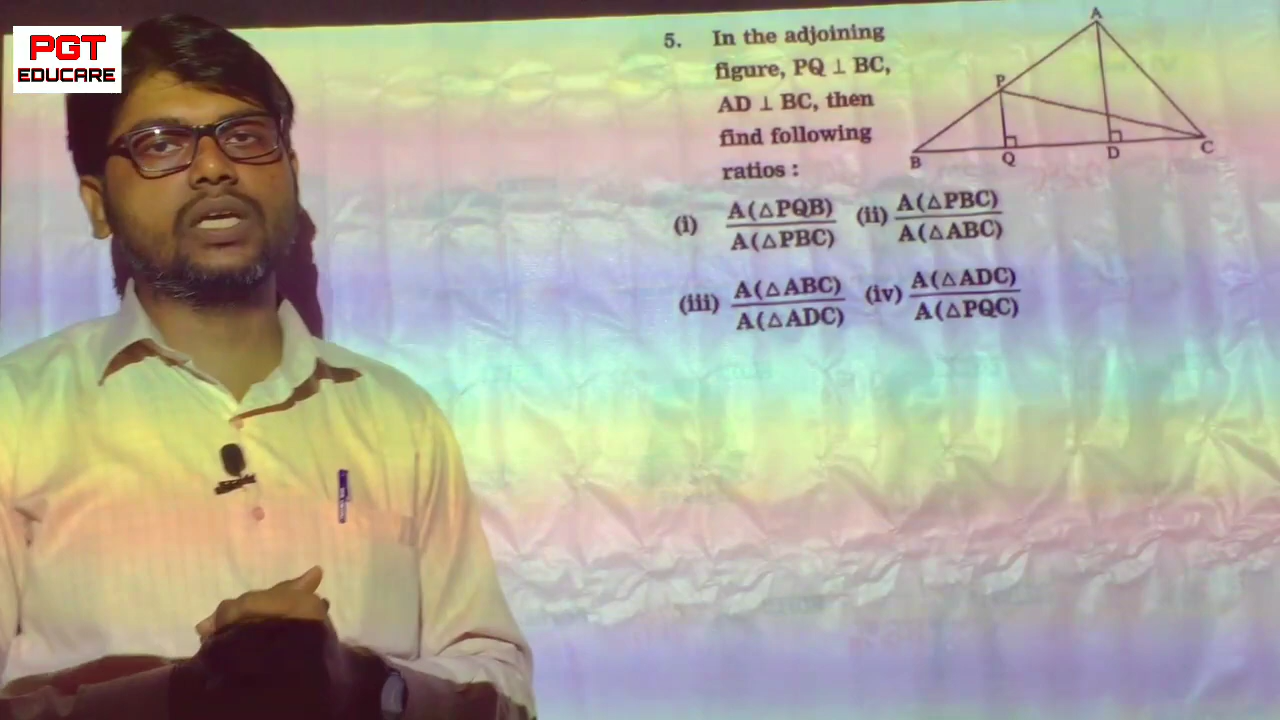 PGT
EDUCARE
5. In the adjoining
figure, PQ ⊥ BC,
AD ⊥ BC, then
find following
ratios :
(i) A(△PQB) / A(△PBC) (ii) A(△PBC) / A(△ABC)
(iii) A(△ABC) / A(△ADC) (iv) A(△ADC) / A(△PQC)
A
P
B
Q
D
C